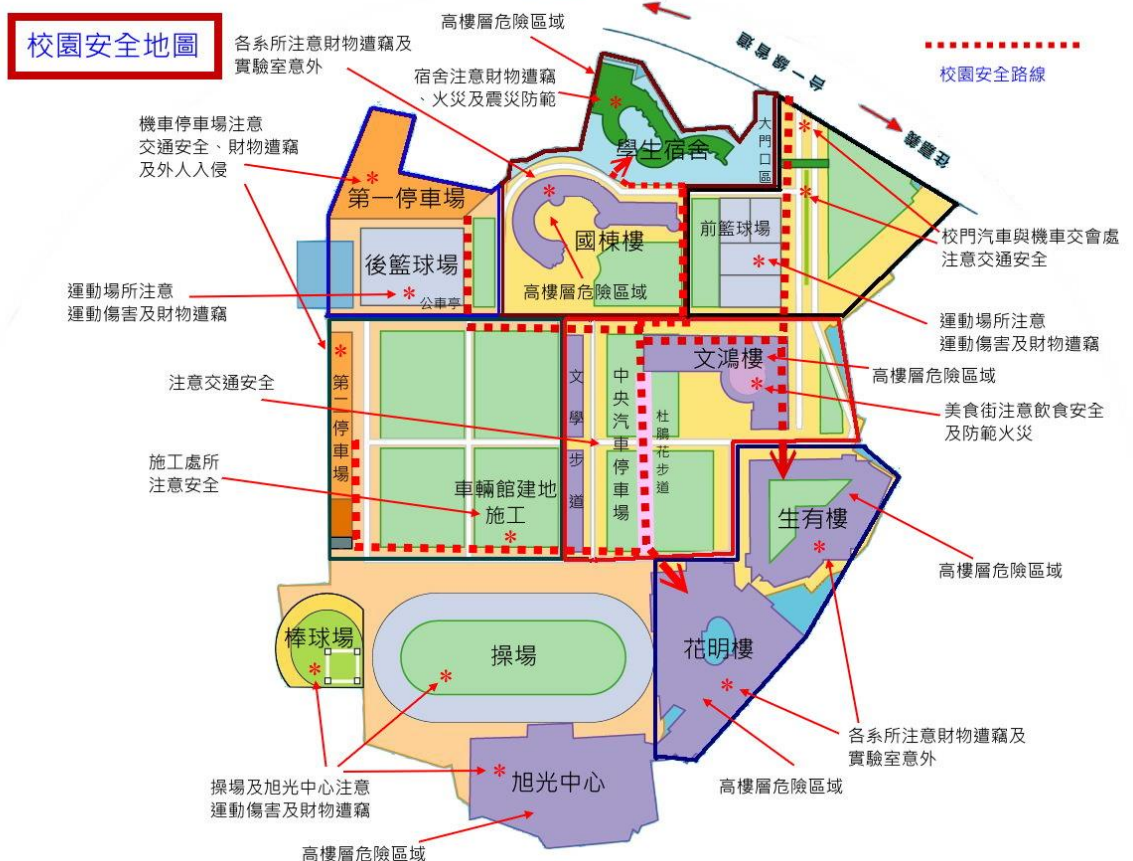 校園安全地圖
校園安全路線
台一線省道
往嘉義
高樓層危險區域
各系所注意財物遭竊及
實驗室意外
宿舍注意財物遭竊
、火災及震災防範
機車停車場注意
交通安全、財物遭竊
及外人入侵
學生宿舍
大門口區
第一停車場
國棟樓
前籃球場
後籃球場
公車亭
高樓層危險區域
校門汽車與機車交會處
注意交通安全
運動場所注意
運動傷害及財物遭竊
運動場所注意
運動傷害及財物遭竊
文鴻樓
高樓層危險區域
美食街注意飲食安全
及防範火災
注意交通安全
第二停車場
文學步道
中央汽車停車場
杜鵑花步道
施工處所
注意安全
車輛館建地
施工
生有樓
高樓層危險區域
棒球場
操場
花明樓
各系所注意財物遭竊及
實驗室意外
高樓層危險區域
操場及旭光中心注意
運動傷害及財物遭竊
旭光中心
高樓層危險區域